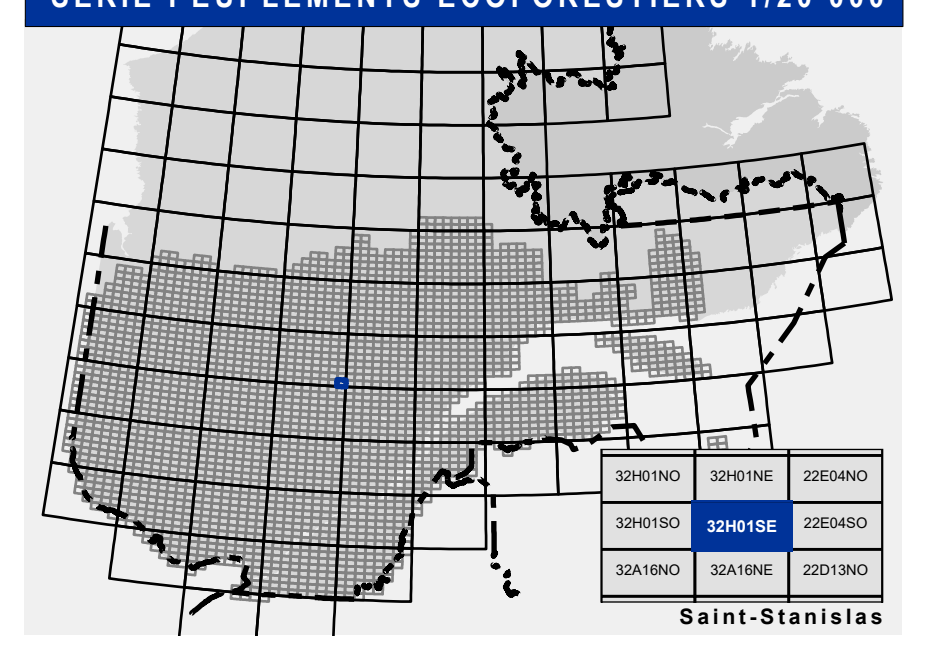 SÉRIE PEUPLEMENTS ÉCOFORESTIERS 1/20 000
32H01NO 32H01NE 22E04NO
32H01SO 32H01SE 22E04SO
32A16NO 32A16NE 22D13NO
Saint-Stanislas